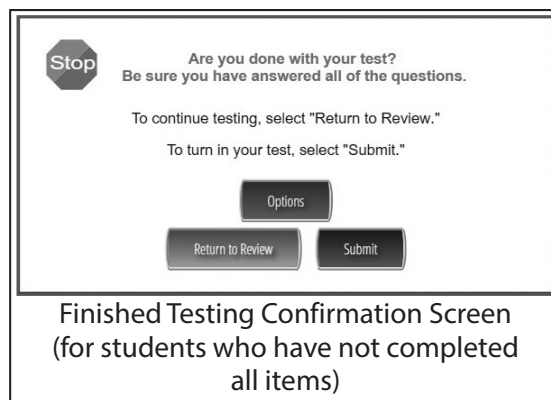 Stop
Are you done with your test?
Be sure you have answered all of the questions.
To continue testing, select "Return to Review."
To turn in your test, select "Submit."
Options
Return to Review
Submit
Finished Testing Confirmation Screen
(for students who have not completed
all items)